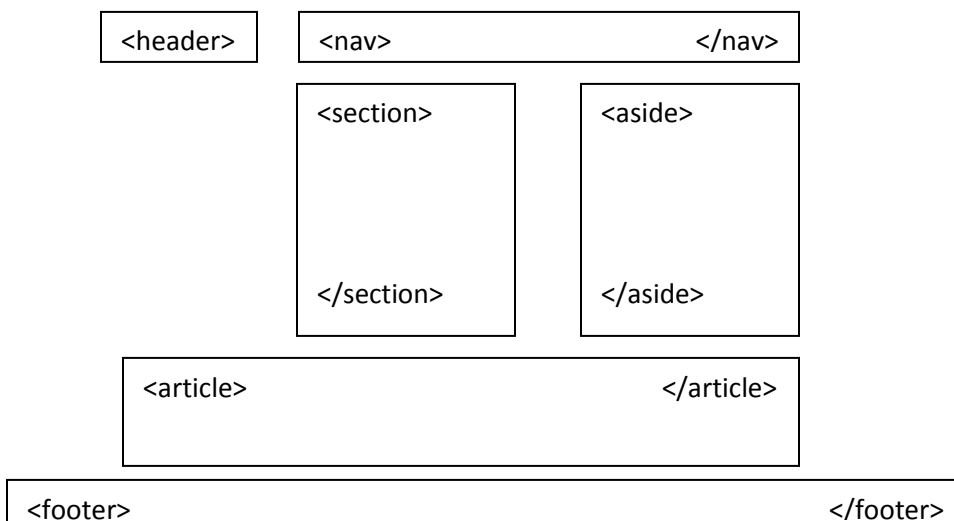 <header> <nav> </nav>
<section> <aside>
</section> </aside>
<article> </article>
<footer> </footer>